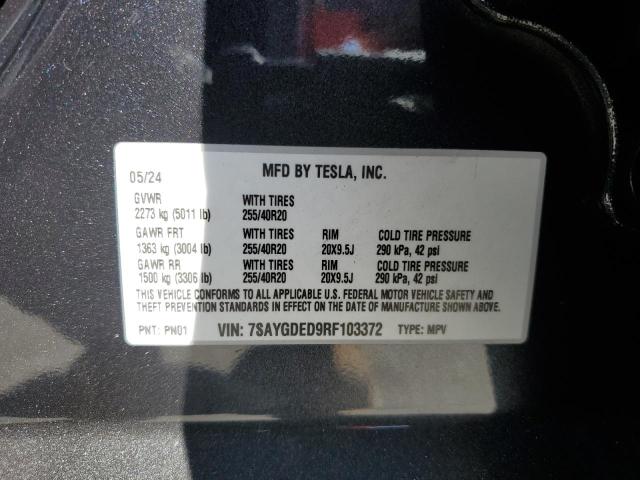 05/24 MFD BY TESLA, INC.
GVWR WITH TIRES
2273 kg (5011 lb) 255/40R20
GAWR FRT WITH TIRES RIM COLD TIRE PRESSURE
1363 kg (3004 lb) 255/40R20 20X9.5J 290 kPa, 42 psi
GAWR RR WITH TIRES RIM COLD TIRE PRESSURE
1500 kg (3306 lb) 255/40R20 20X9.5J 290 kPa, 42 psi
THIS VEHICLE CONFORMS TO ALL APPLICABLE U.S. FEDERAL MOTOR VEHICLE SAFETY AND
THEFT PREVENTION STANDARDS IN EFFECT ON THE DATE OF MANUFACTURE SHOWN ABOVE.
PNT: PN01 VIN: 7SAYGDED9RF103372 TYPE: MPV